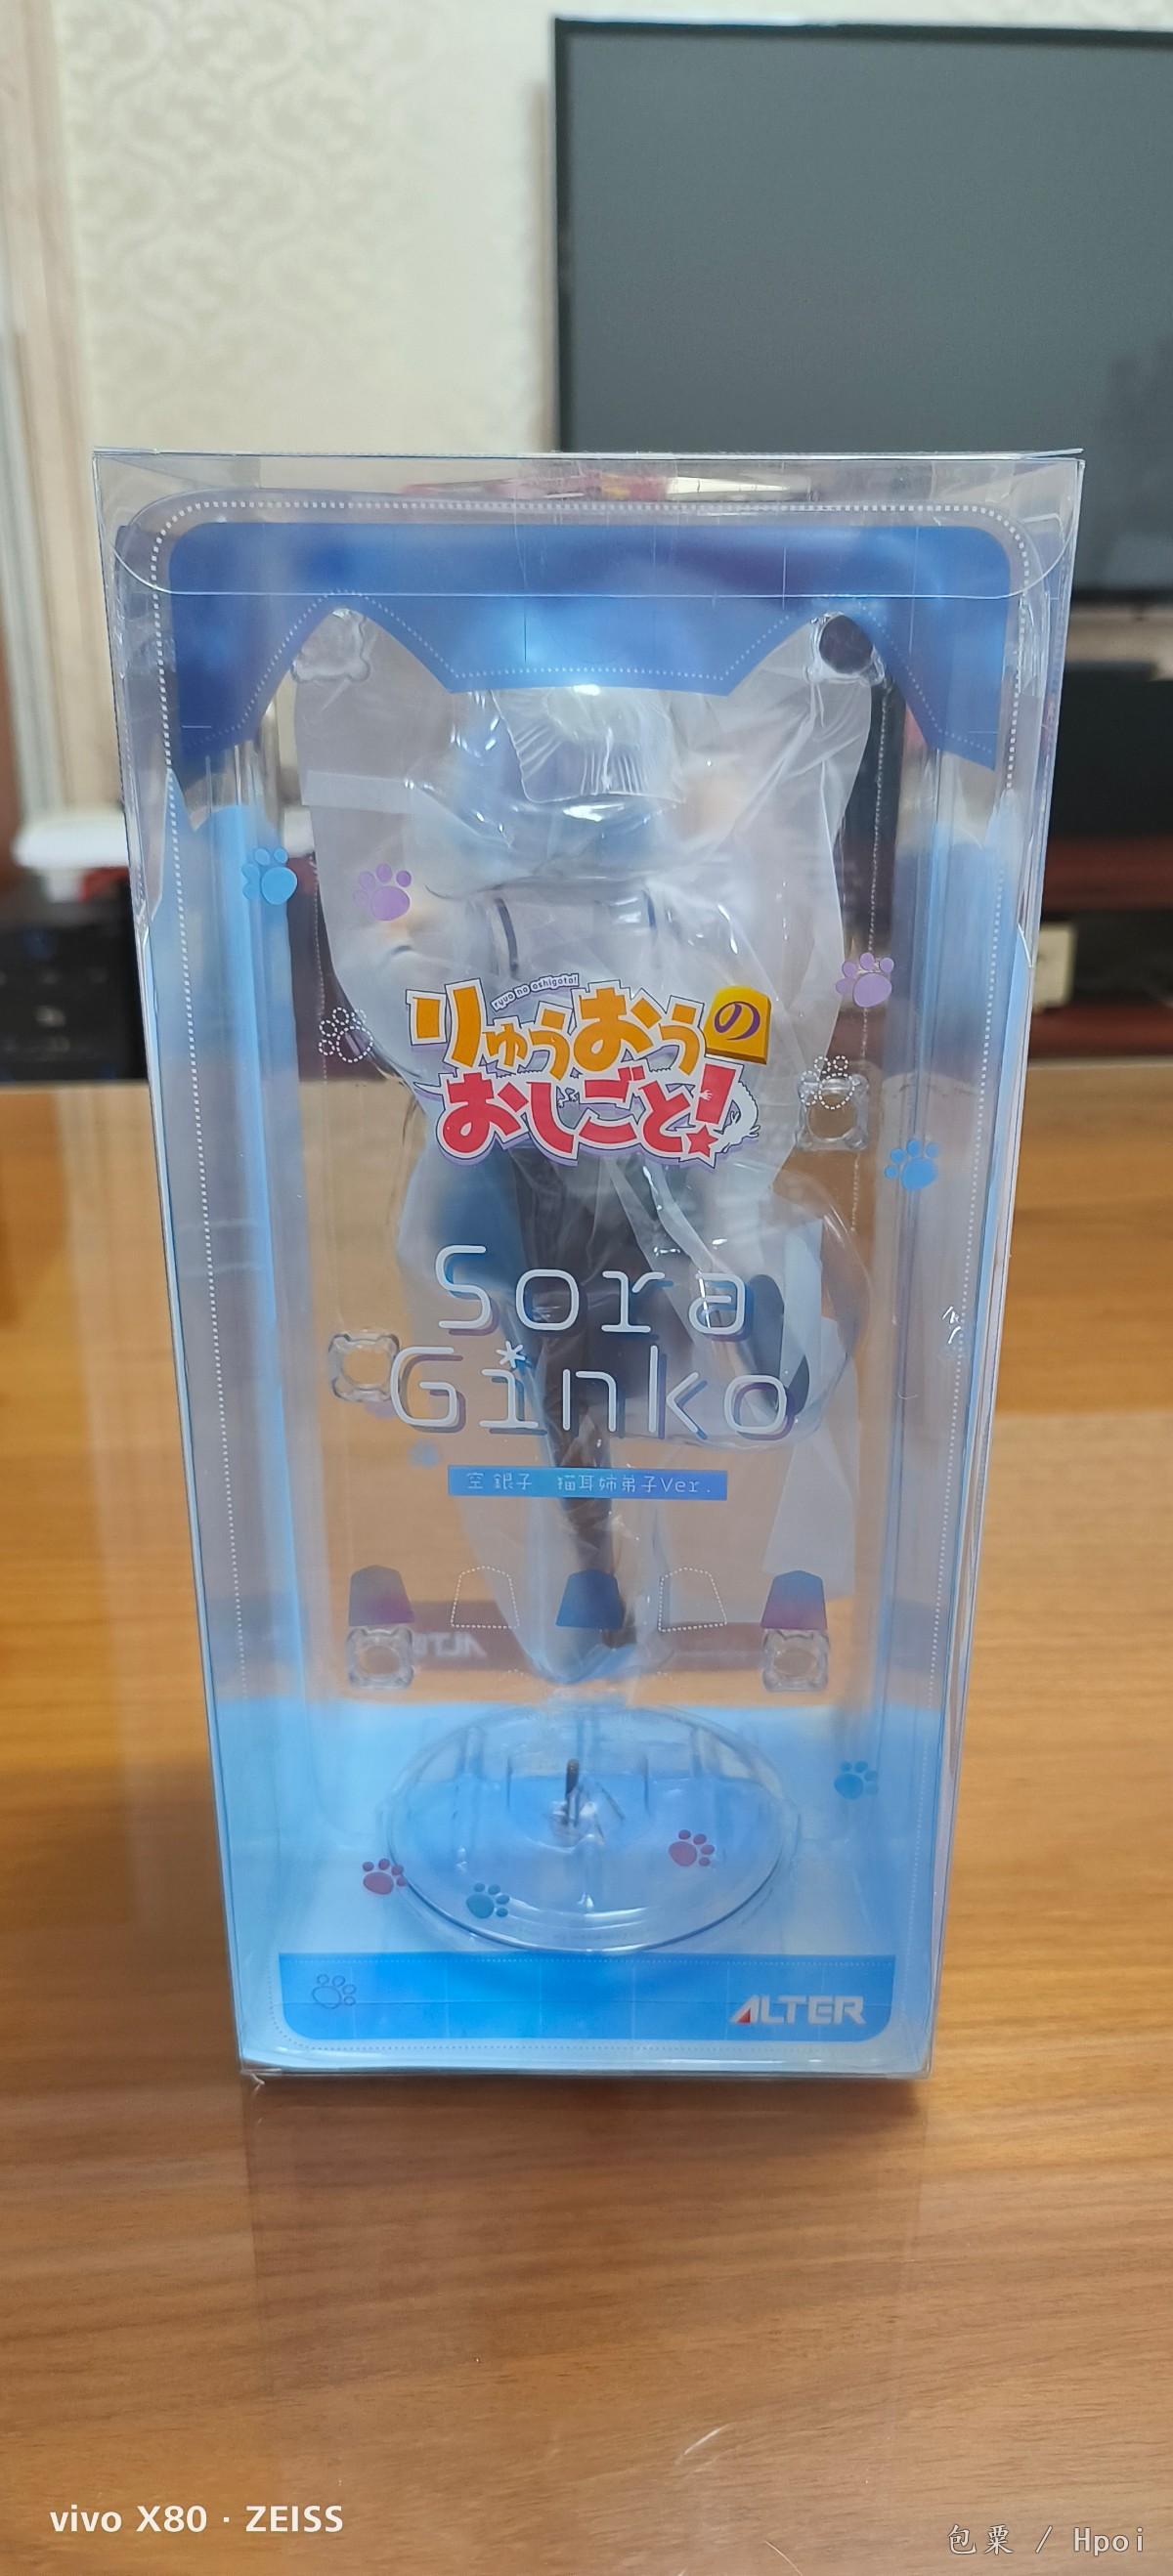 ryuo no oshigoto!
りゅうおうの
おしごと!
Sora
Ginko
空 銀子 猫耳姉弟子Ver.
ALTER
vivo X80 · ZEISS
包粟 / Hpoi